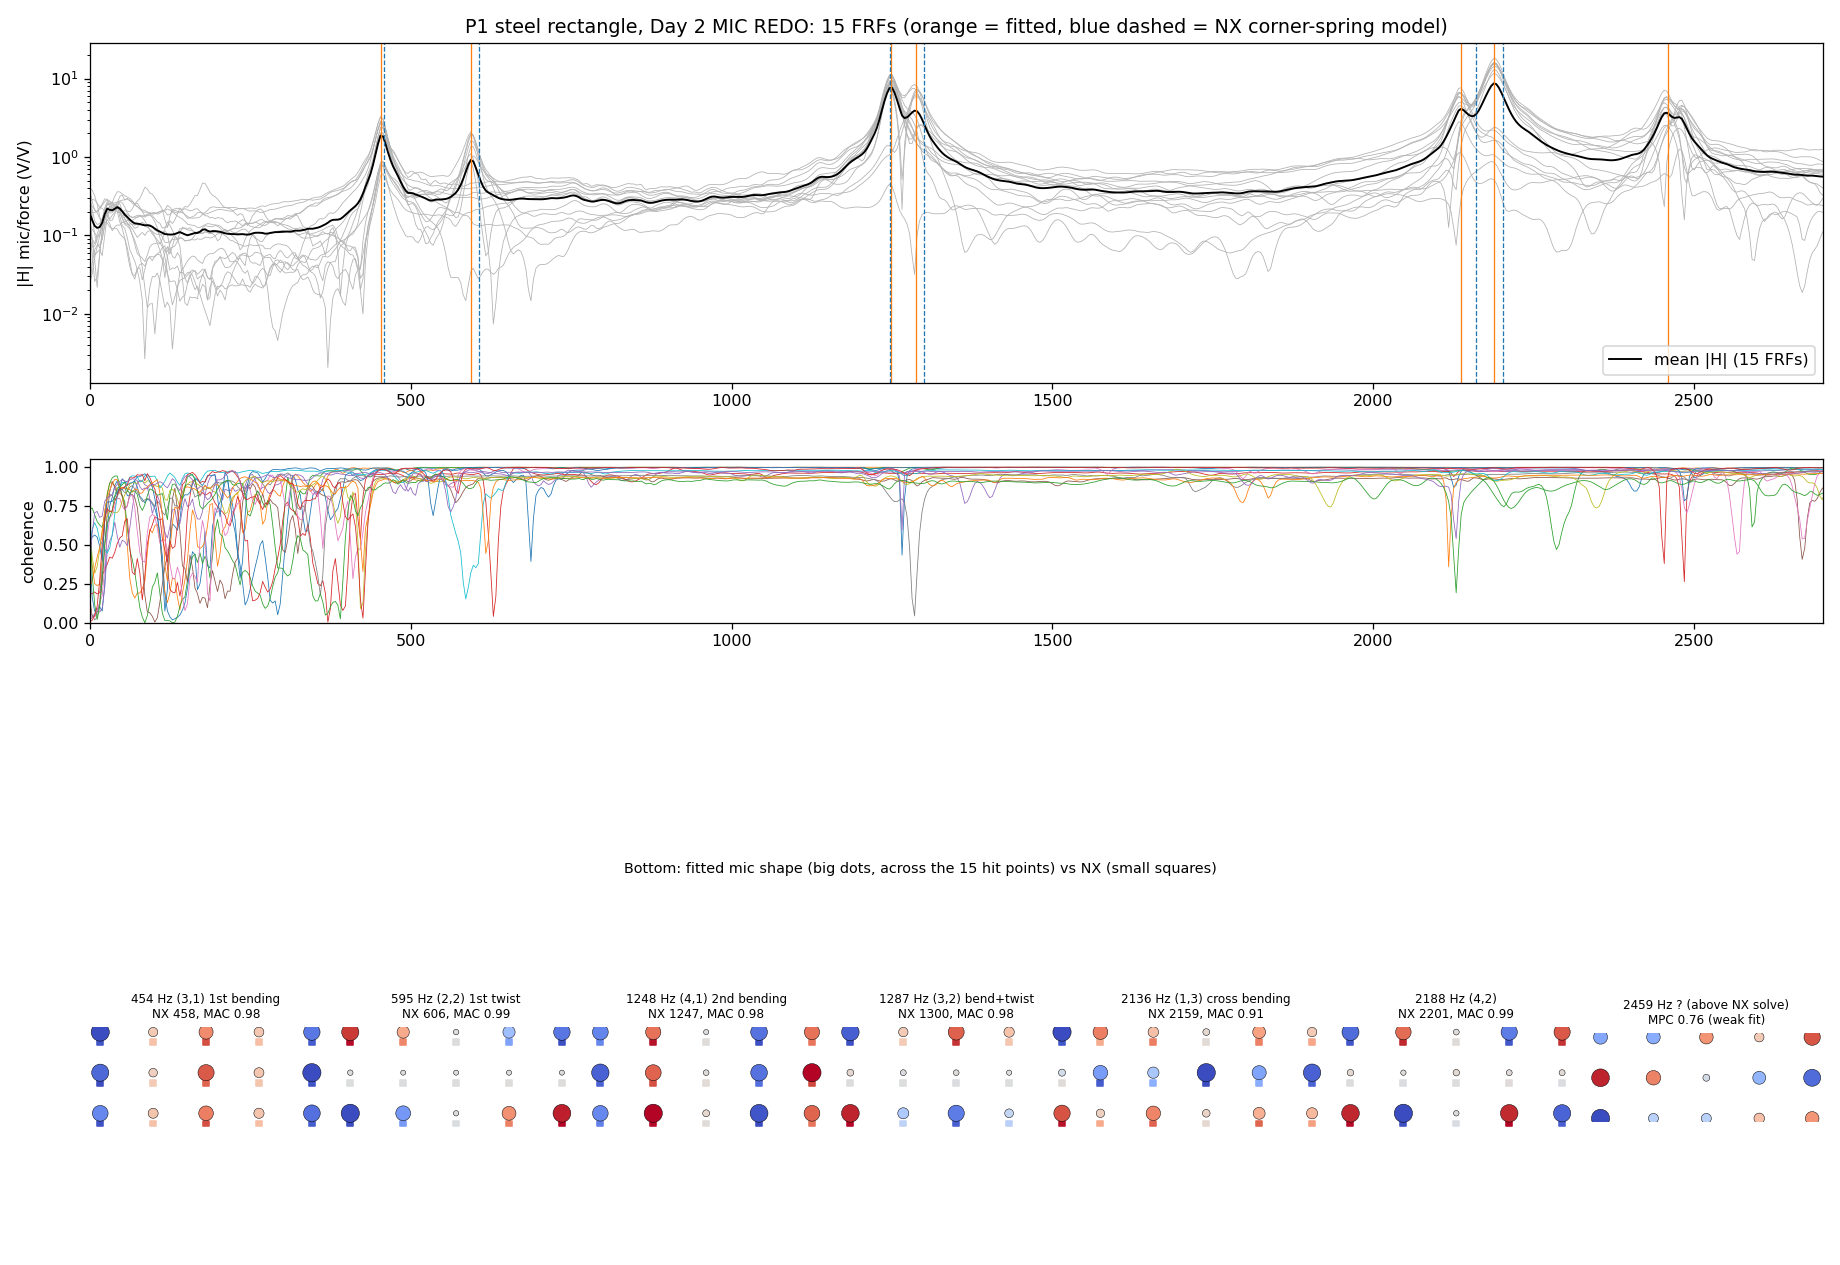 P1 steel rectangle, Day 2 MIC REDO: 15 FRFs (orange = fitted, blue dashed = NX corner-spring model)
|H| mic/force (V/V)
10¹
10⁰
10⁻¹
10⁻²
mean |H| (15 FRFs)
0 500 1000 1500 2000 2500
coherence
1.00
0.75
0.50
0.25
0.00
0 500 1000 1500 2000 2500
Bottom: fitted mic shape (big dots, across the 15 hit points) vs NX (small squares)
454 Hz (3,1) 1st bending
NX 458, MAC 0.98
595 Hz (2,2) 1st twist
NX 606, MAC 0.99
1248 Hz (4,1) 2nd bending
NX 1247, MAC 0.98
1287 Hz (3,2) bend+twist
NX 1300, MAC 0.98
2136 Hz (1,3) cross bending
NX 2159, MAC 0.91
2188 Hz (4,2)
NX 2201, MAC 0.99
2459 Hz ? (above NX solve)
MPC 0.76 (weak fit)